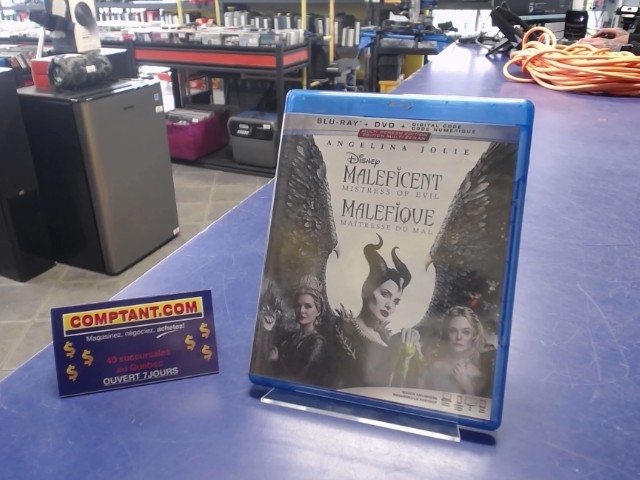 BLU-RAY + DVD + DIGITAL CODE
CODE NUMÉRIQUE
ANGELINA JOLIE
Disney
MALEFICENT
MISTRESS OF EVIL
MALÉFIQUE
MAÎTRESSE DU MAL
COMPTANT.COM
Magasinez, négociez, achetez!
40 succursales
au Québec
OUVERT 7 JOURS